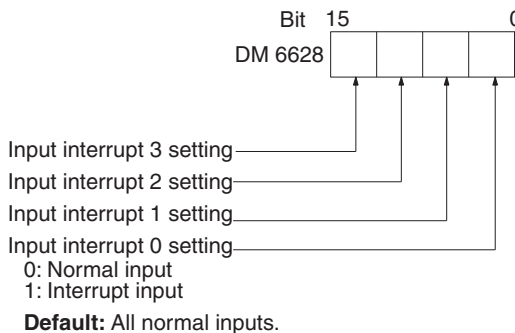 Bit 15 0
DM 6628
Input interrupt 3 setting
Input interrupt 2 setting
Input interrupt 1 setting
Input interrupt 0 setting
0: Normal input
1: Interrupt input
Default: All normal inputs.